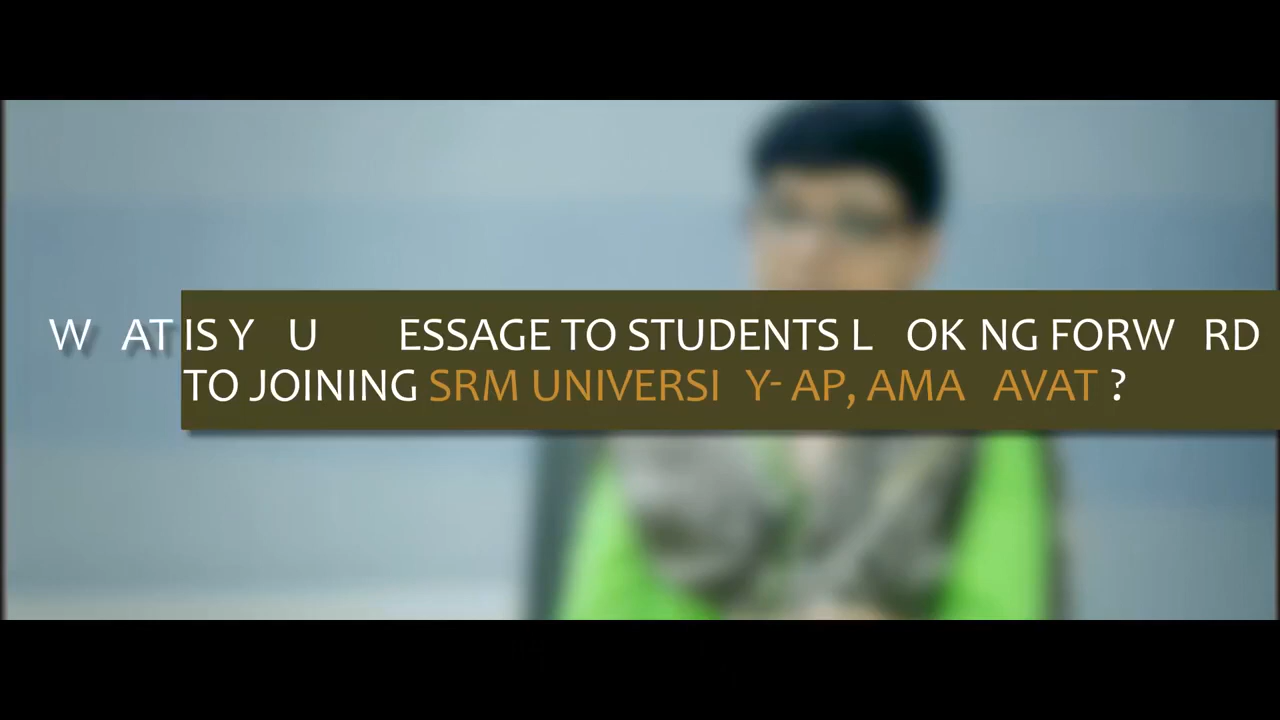 W AT IS Y U ESSAGE TO STUDENTS L OK NG FORW RD
TO JOINING SRM UNIVERSI Y- AP, AMA AVAT ?